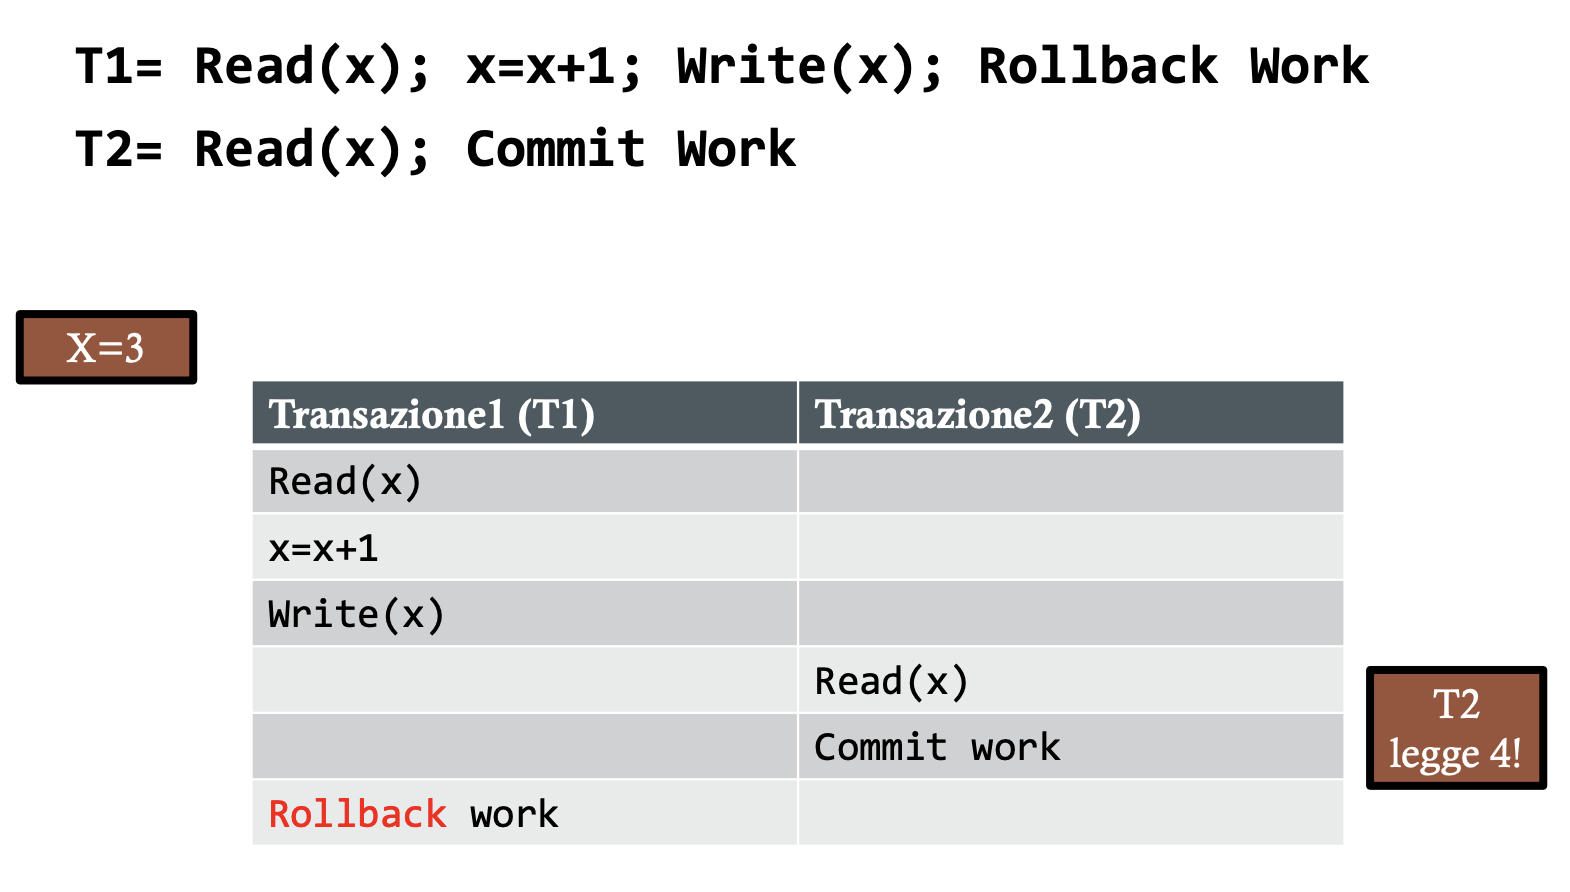 T1= Read(x); x=x+1; Write(x); Rollback Work
T2= Read(x); Commit Work
X=3
Transazione1 (T1) Transazione2 (T2)
Read(x)
x=x+1
Write(x)
Read(x)
Commit work
Rollback work
T2
legge 4!